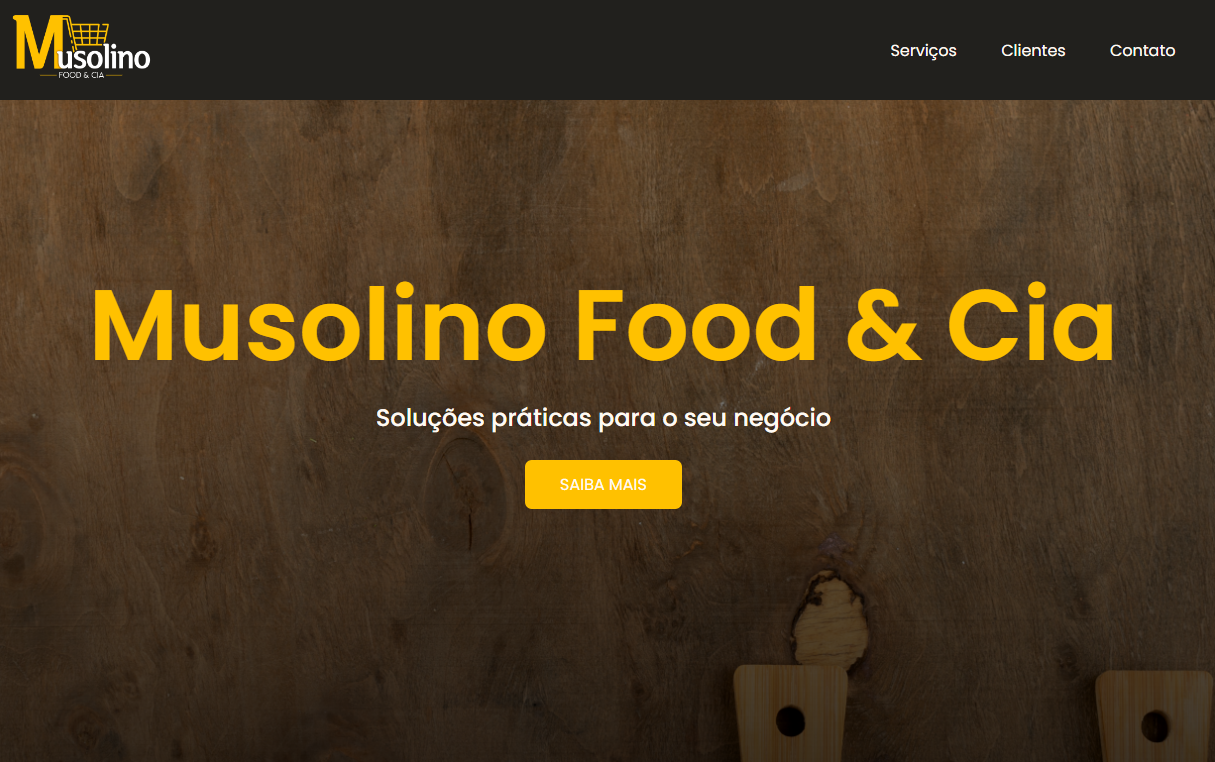 Musolino
FOOD & CIA
Serviços
Clientes
Contato
Musolino Food & Cia
Soluções práticas para o seu negócio
SAIBA MAIS